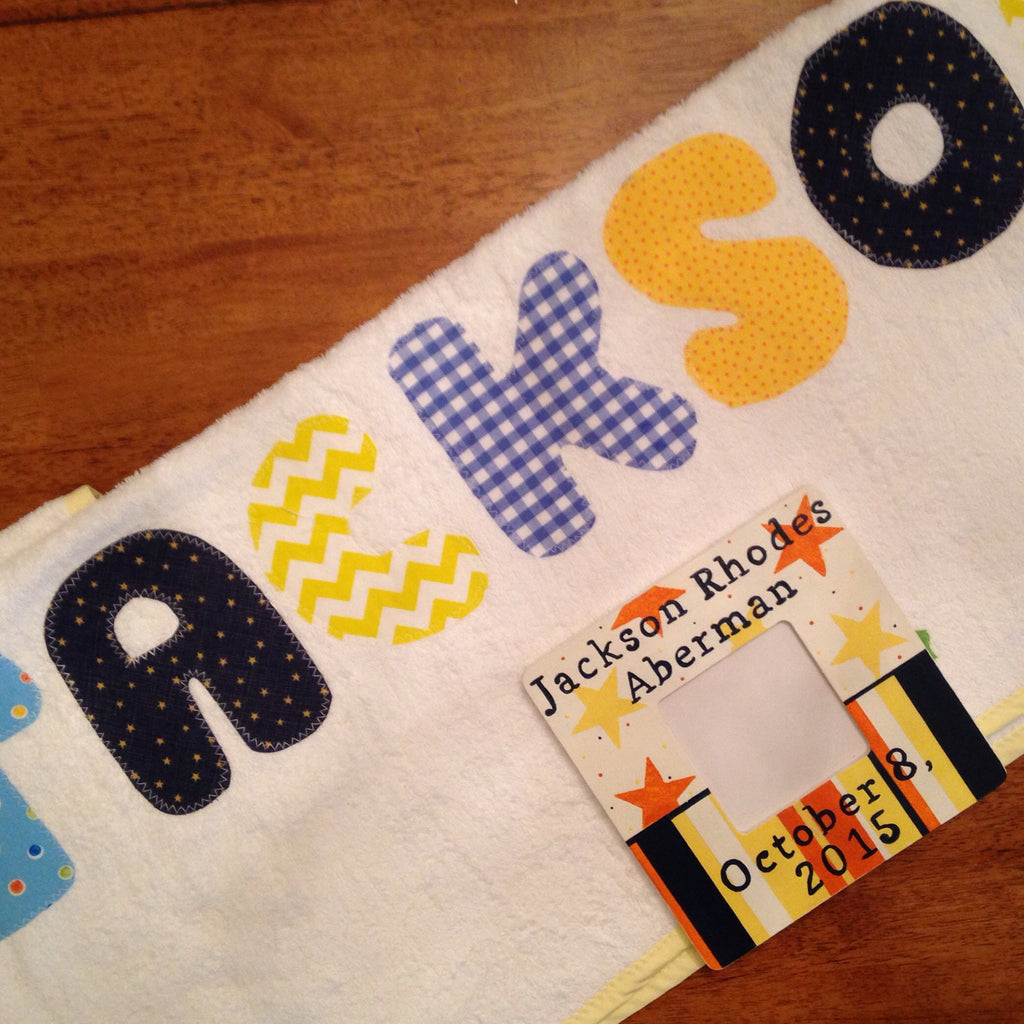 ACKSO
Jackson Rhodes
Aberman
October 8,
2015